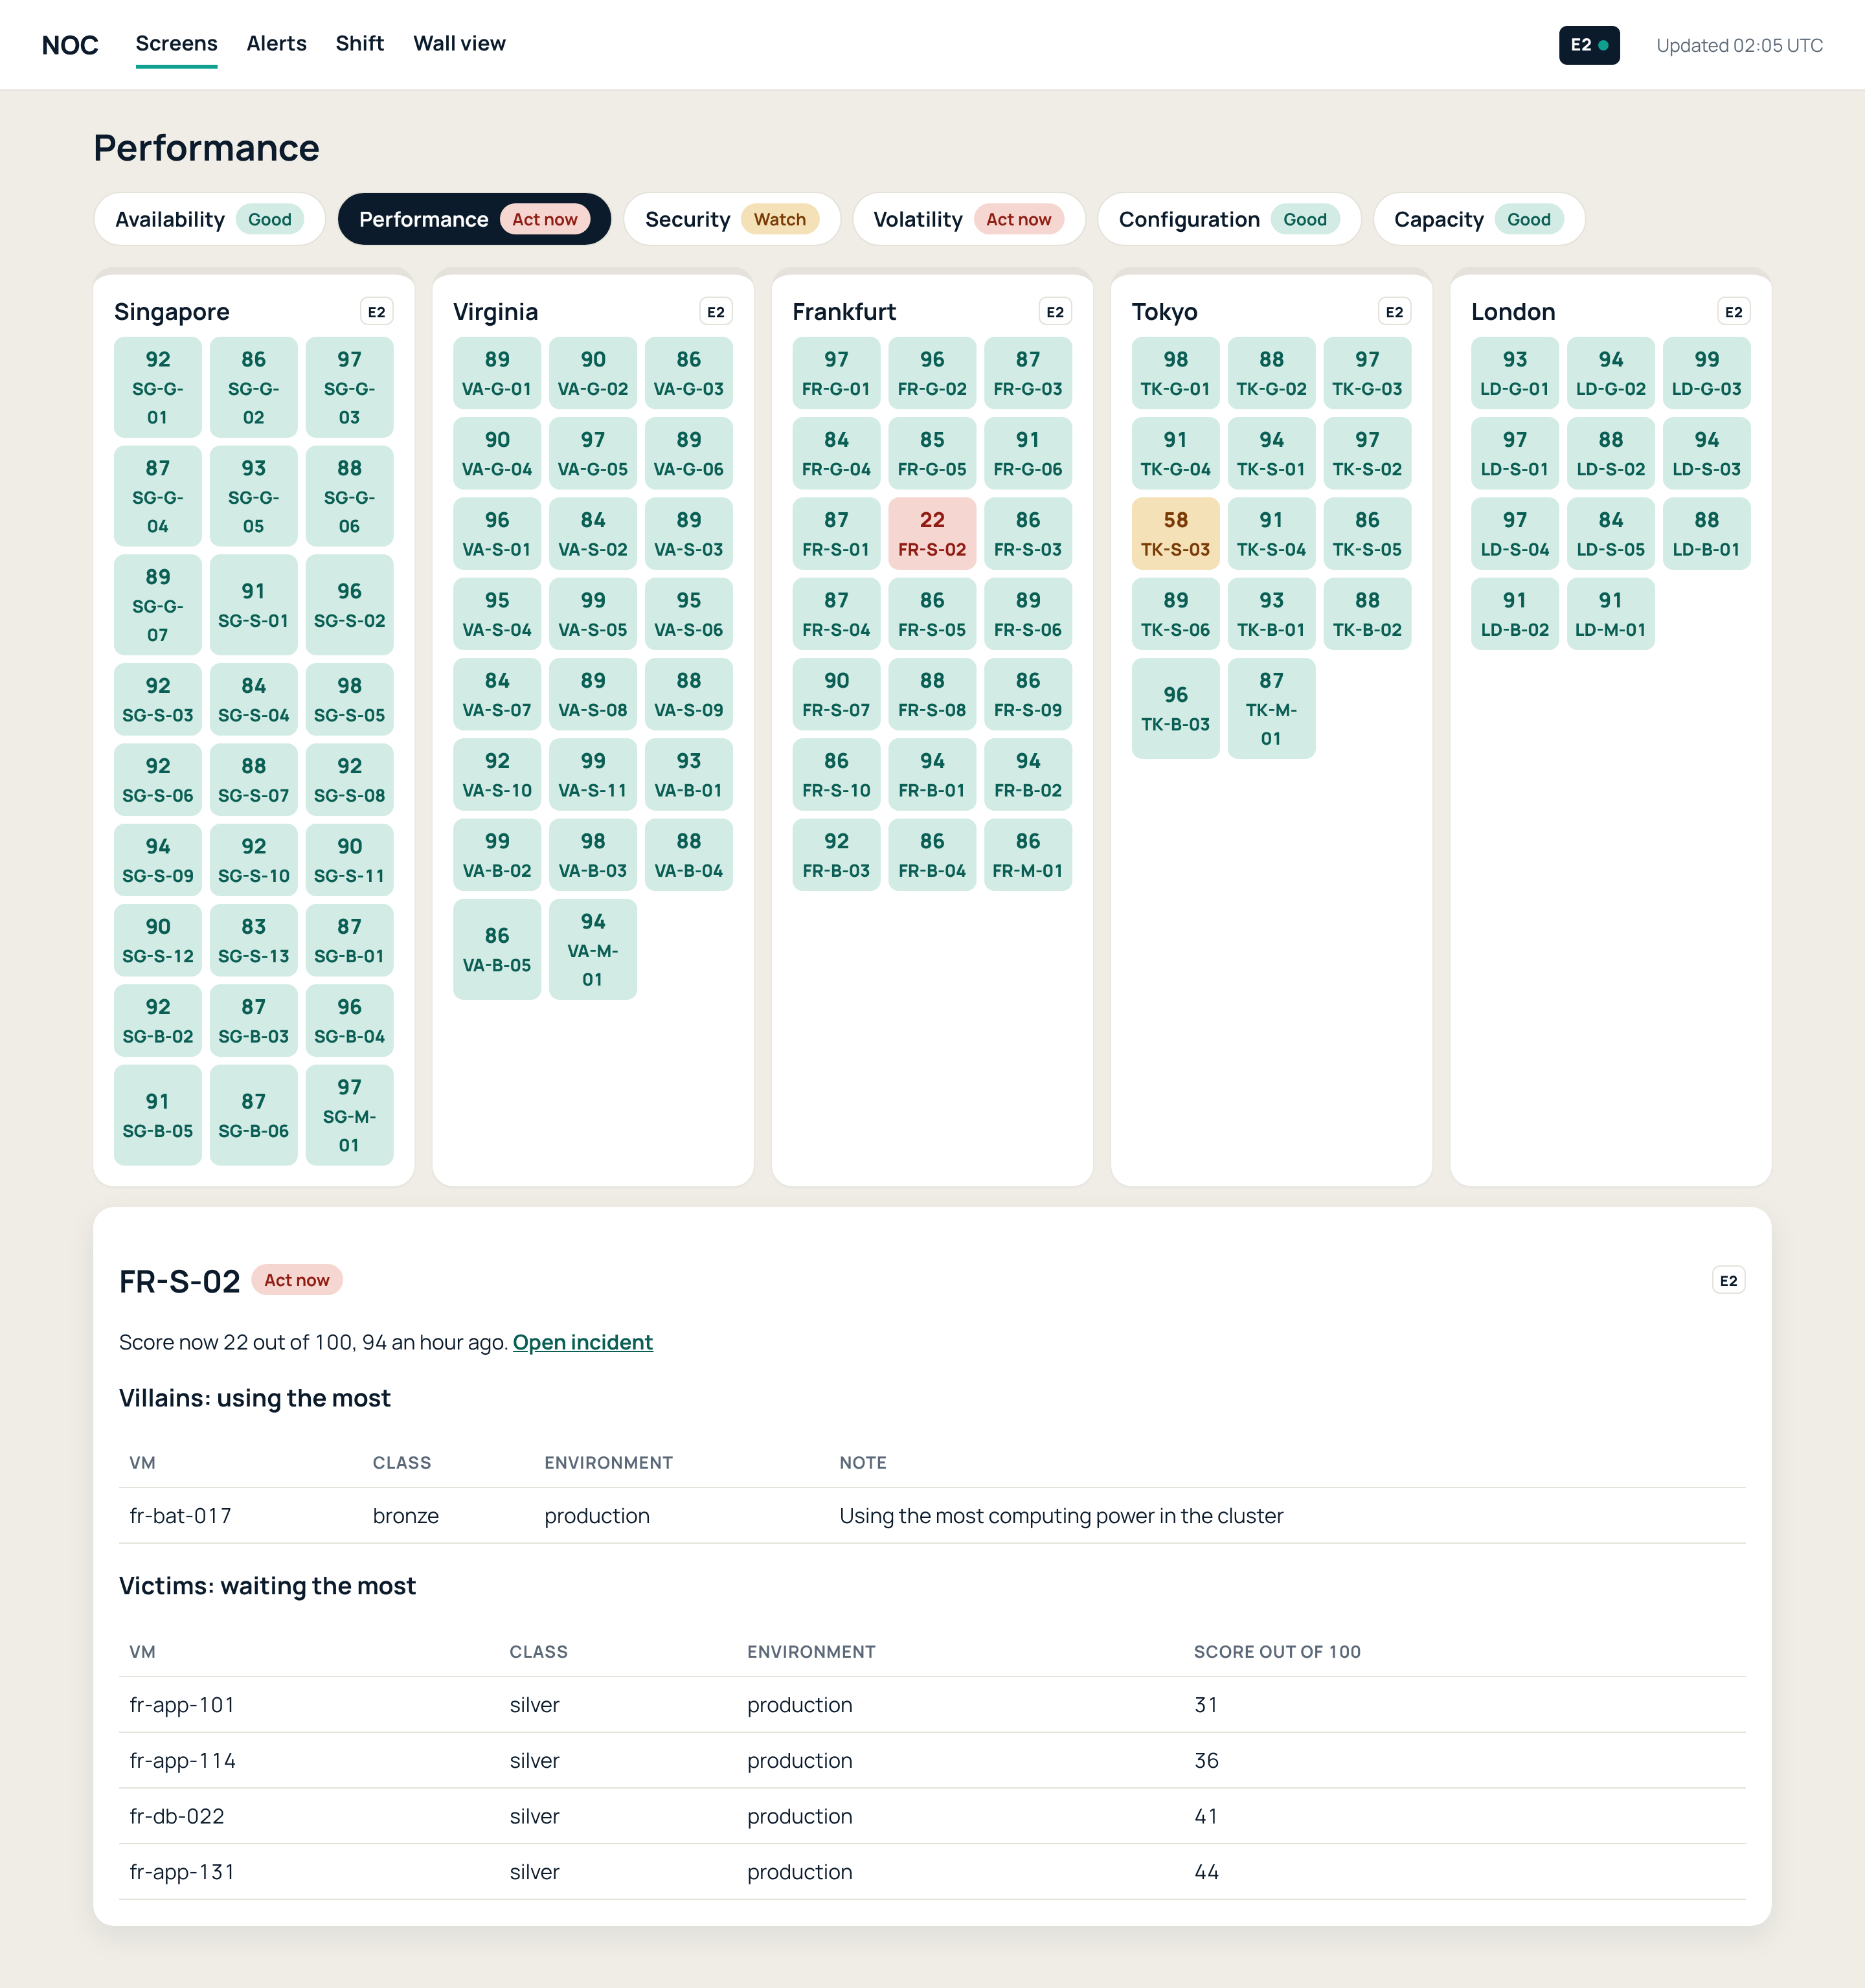 NOC Screens Alerts Shift Wall view E2 Updated 02:05 UTC
Performance
Availability Good Performance Act now Security Watch Volatility Act now Configuration Good Capacity Good
Singapore E2
92 86 97
SG-G-01 SG-G-02 SG-G-03
87 93 88
SG-G-04 SG-G-05 SG-G-06
89 91 96
SG-G-07 SG-S-01 SG-S-02
92 84 98
SG-S-03 SG-S-04 SG-S-05
92 88 92
SG-S-06 SG-S-07 SG-S-08
94 92 90
SG-S-09 SG-S-10 SG-S-11
90 83 87
SG-S-12 SG-S-13 SG-B-01
92 87 96
SG-B-02 SG-B-03 SG-B-04
91 87 97
SG-B-05 SG-B-06 SG-M-01
Virginia E2
89 90 86
VA-G-01 VA-G-02 VA-G-03
90 97 89
VA-G-04 VA-G-05 VA-G-06
96 84 89
VA-S-01 VA-S-02 VA-S-03
95 99 95
VA-S-04 VA-S-05 VA-S-06
84 89 88
VA-S-07 VA-S-08 VA-S-09
92 99 93
VA-S-10 VA-S-11 VA-B-01
99 98 88
VA-B-02 VA-B-03 VA-B-04
86 94
VA-B-05 VA-M-01
Frankfurt E2
97 96 87
FR-G-01 FR-G-02 FR-G-03
84 85 91
FR-G-04 FR-G-05 FR-G-06
87 22 86
FR-S-01 FR-S-02 FR-S-03
87 86 89
FR-S-04 FR-S-05 FR-S-06
90 88 86
FR-S-07 FR-S-08 FR-S-09
86 94 94
FR-S-10 FR-B-01 FR-B-02
92 86 86
FR-B-03 FR-B-04 FR-M-01
Tokyo E2
98 88 97
TK-G-01 TK-G-02 TK-G-03
91 94 97
TK-G-04 TK-S-01 TK-S-02
58 91 86
TK-S-03 TK-S-04 TK-S-05
89 93 88
TK-S-06 TK-B-01 TK-B-02
96 87
TK-B-03 TK-M-01
London E2
93 94 99
LD-G-01 LD-G-02 LD-G-03
97 88 94
LD-S-01 LD-S-02 LD-S-03
97 84 88
LD-S-04 LD-S-05 LD-B-01
91 91
LD-B-02 LD-M-01
FR-S-02 Act now E2
Score now 22 out of 100, 94 an hour ago. Open incident
Villains: using the most
VM CLASS ENVIRONMENT NOTE
fr-bat-017 bronze production Using the most computing power in the cluster
Victims: waiting the most
VM CLASS ENVIRONMENT SCORE OUT OF 100
fr-app-101 silver production 31
fr-app-114 silver production 36
fr-db-022 silver production 41
fr-app-131 silver production 44